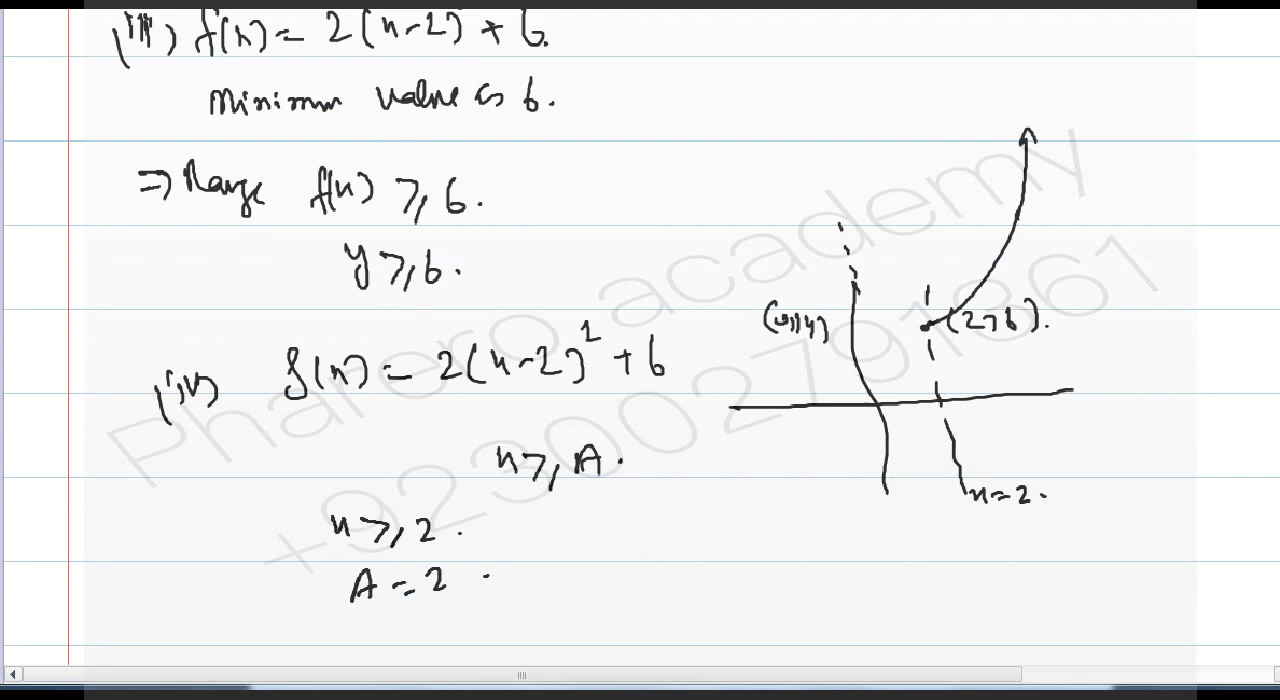 (iii) f(x) = 2(x-2) + 6.
Minimum value is 6.
⇒ Range f(x) ≥ 6.
y ≥ 6.
(iv) f(x) = 2(x-2)² + 6
x ≥ A.
x ≥ 2.
A = 2
(0,14)
(2,6).
x = 2.
Pharero academy
+923002791861